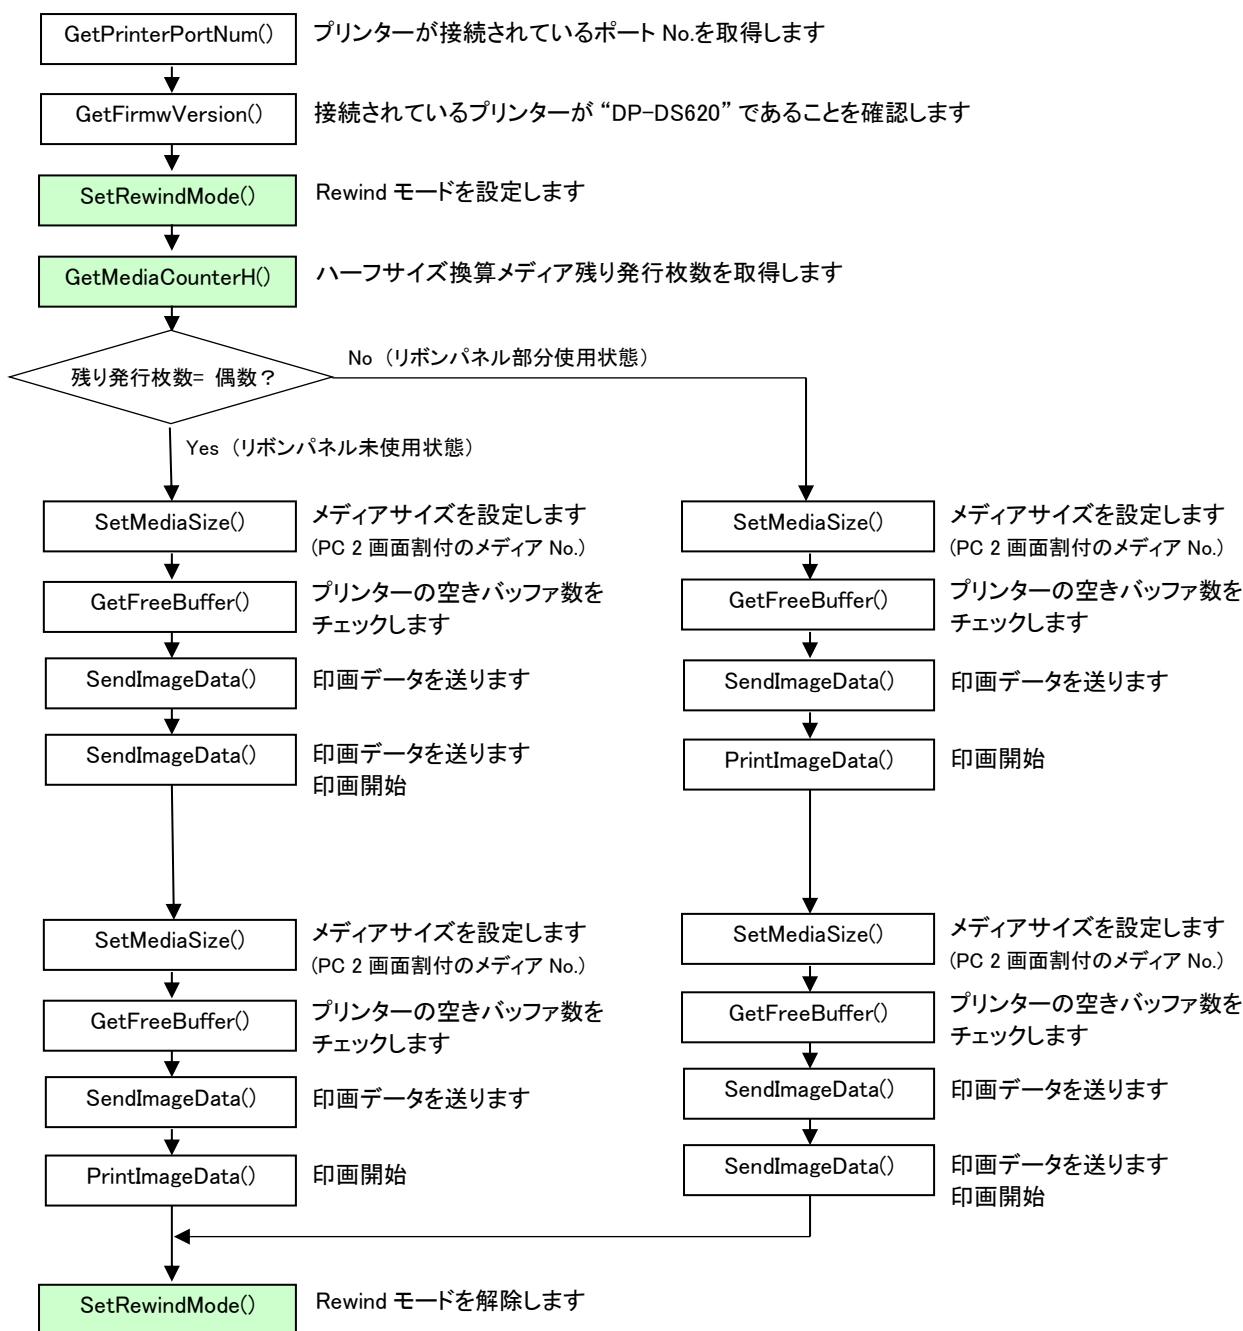 GetPrinterPortNum()
プリンターが接続されているポート No.を取得します
GetFirmwVersion()
接続されているプリンターが “DP-DS620” であることを確認します
SetRewindMode()
Rewind モードを設定します
GetMediaCounterH()
ハーフサイズ換算メディア残り発行枚数を取得します
残り発行枚数= 偶数？
No （リボンパネル部分使用状態）
Yes （リボンパネル未使用状態）
SetMediaSize()
メディアサイズを設定します
(PC 2 画面割付のメディア No.)
GetFreeBuffer()
プリンターの空きバッファ数を
チェックします
SendImageData()
印画データを送ります
SendImageData()
印画データを送ります
印画開始
SetMediaSize()
メディアサイズを設定します
(PC 2 画面割付のメディア No.)
GetFreeBuffer()
プリンターの空きバッファ数を
チェックします
SendImageData()
印画データを送ります
PrintImageData()
印画開始
SetMediaSize()
メディアサイズを設定します
(PC 2 画面割付のメディア No.)
GetFreeBuffer()
プリンターの空きバッファ数を
チェックします
SendImageData()
印画データを送ります
PrintImageData()
印画開始
SetMediaSize()
メディアサイズを設定します
(PC 2 画面割付のメディア No.)
GetFreeBuffer()
プリンターの空きバッファ数を
チェックします
SendImageData()
印画データを送ります
SendImageData()
印画データを送ります
印画開始
SetRewindMode()
Rewind モードを解除します